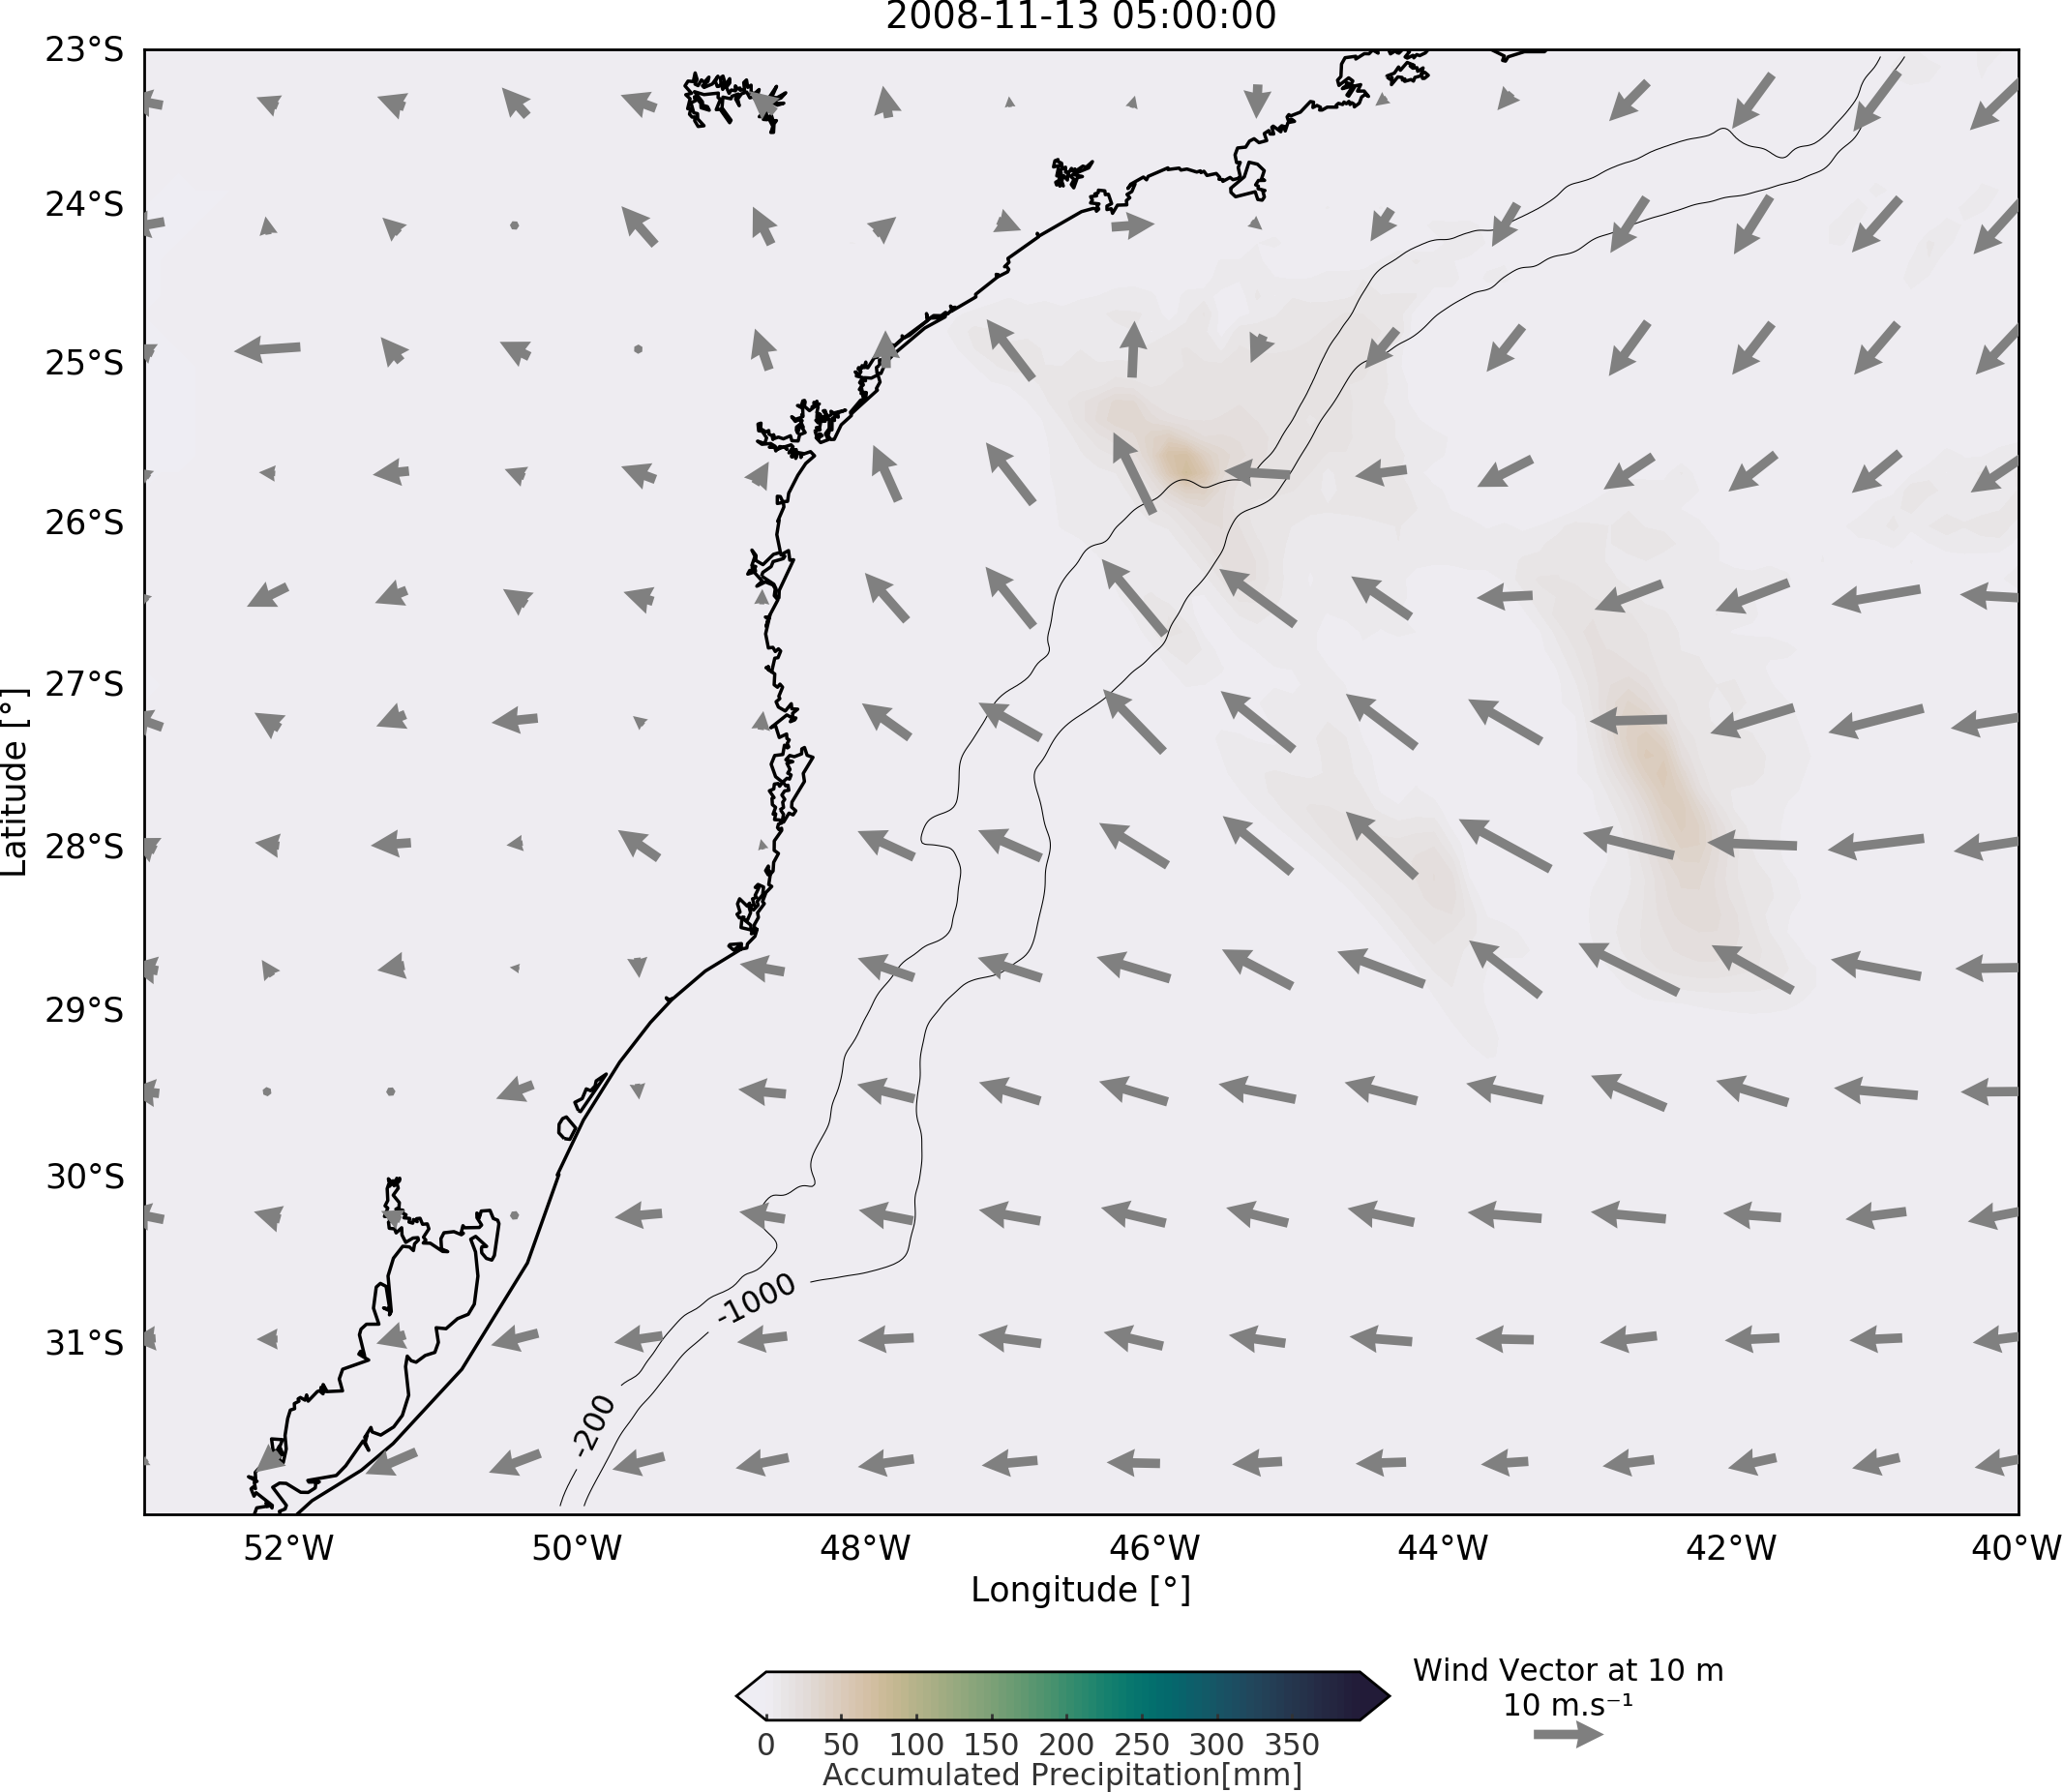 2008-11-13 05:00:00
23°S
24°S
25°S
26°S
27°S
28°S
29°S
30°S
31°S
Latitude [°]
-1000
-200
52°W 50°W 48°W 46°W 44°W 42°W 40°W
Longitude [°]
Wind Vector at 10 m
10 m.s⁻¹
0 50 100 150 200 250 300 350
Accumulated Precipitation[mm]